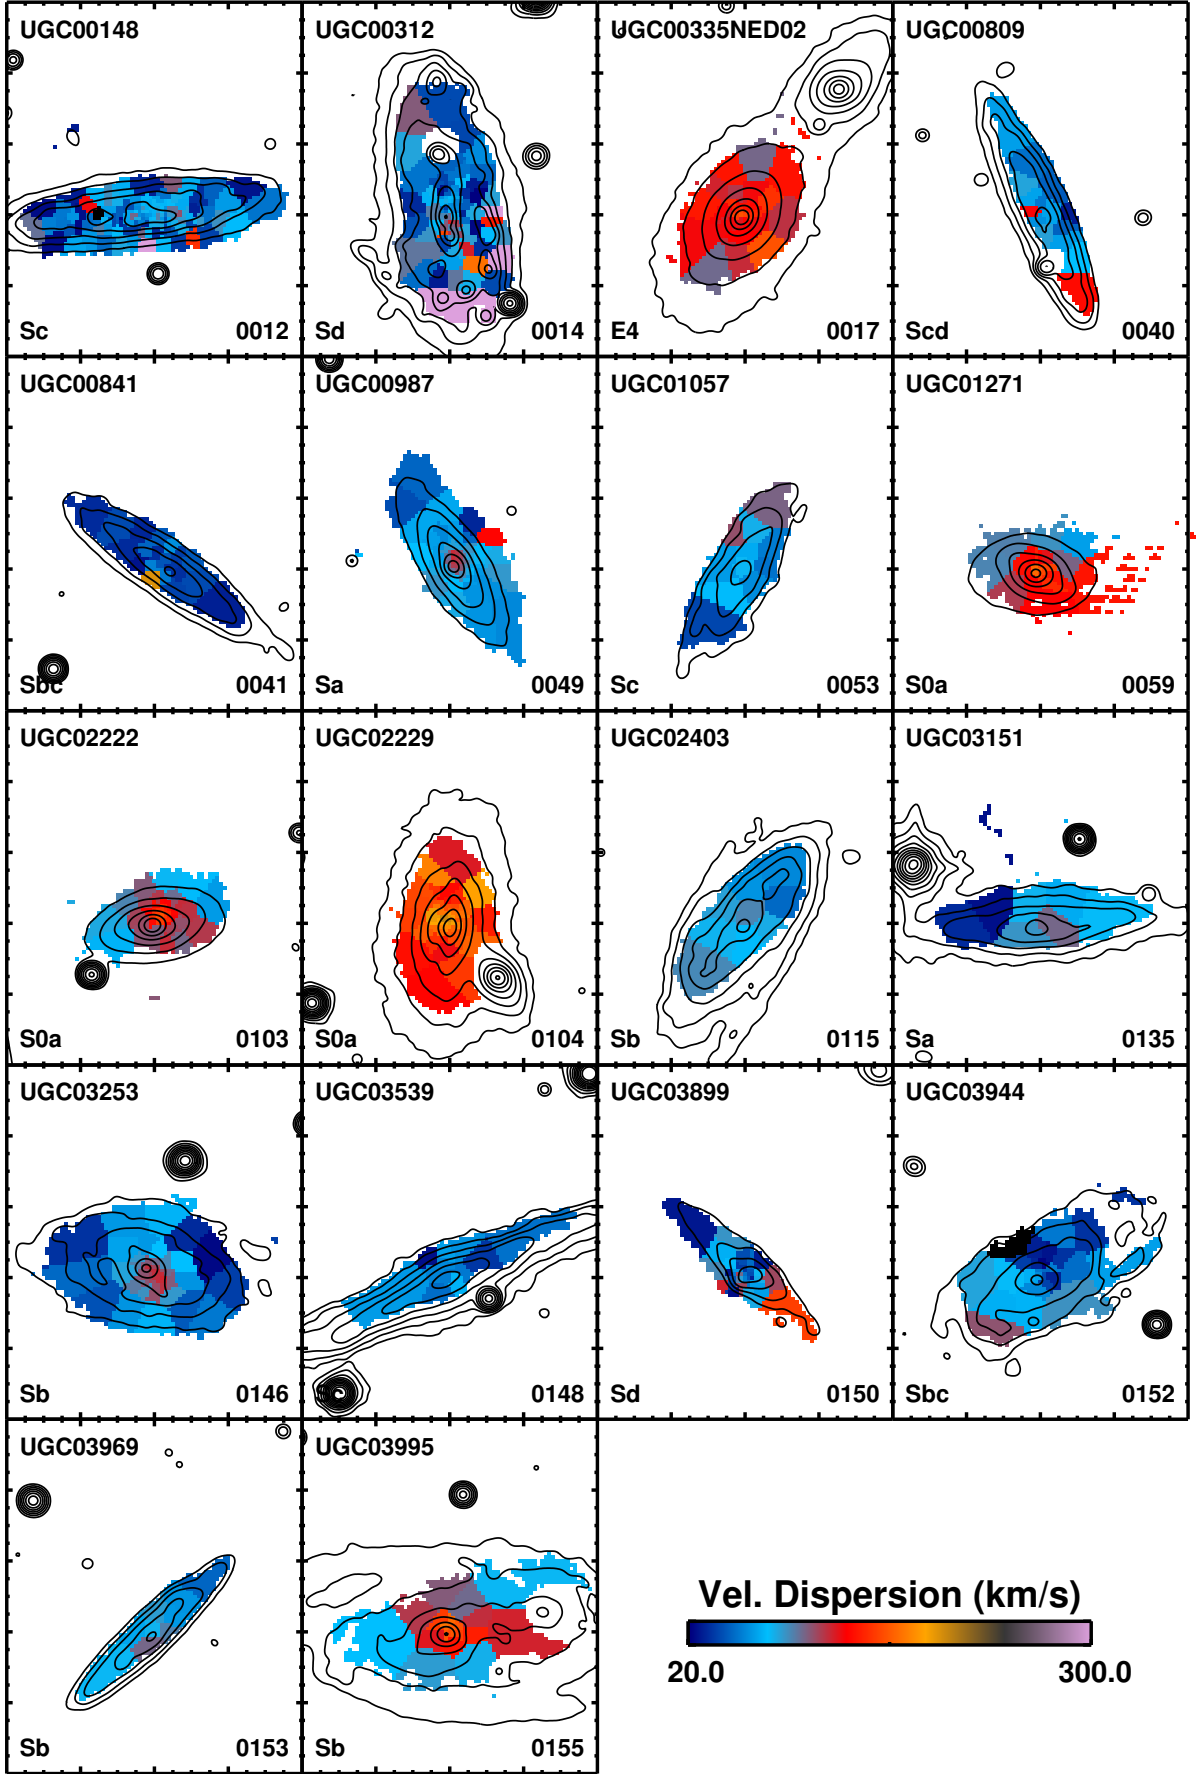 UGC00148 UGC00312 UGC00335NED02 UGC00809
Sc 0012 Sd 0014 E4 0017 Scd 0040
UGC00841 UGC00987 UGC01057 UGC01271
Sbc 0041 Sa 0049 Sc 0053 S0a 0059
UGC02222 UGC02229 UGC02403 UGC03151
S0a 0103 S0a 0104 Sb 0115 Sa 0135
UGC03253 UGC03539 UGC03899 UGC03944
Sb 0146 0148 Sd 0150 Sbc 0152
UGC03969 UGC03995
Vel. Dispersion (km/s)
20.0 300.0
Sb 0153 Sb 0155